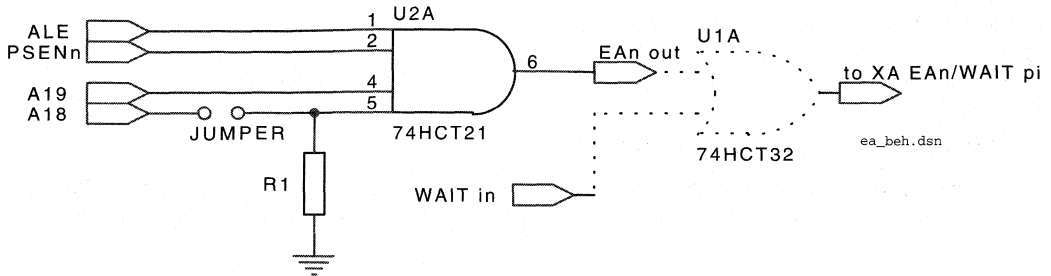 U2A
ALE
PSENn
A19
A18
1
2
4
5
6
JUMPER
74HCT21
R1
EAn out
U1A
to XA EAn/WAIT pi
74HCT32
WAIT in
ea_beh.dsn